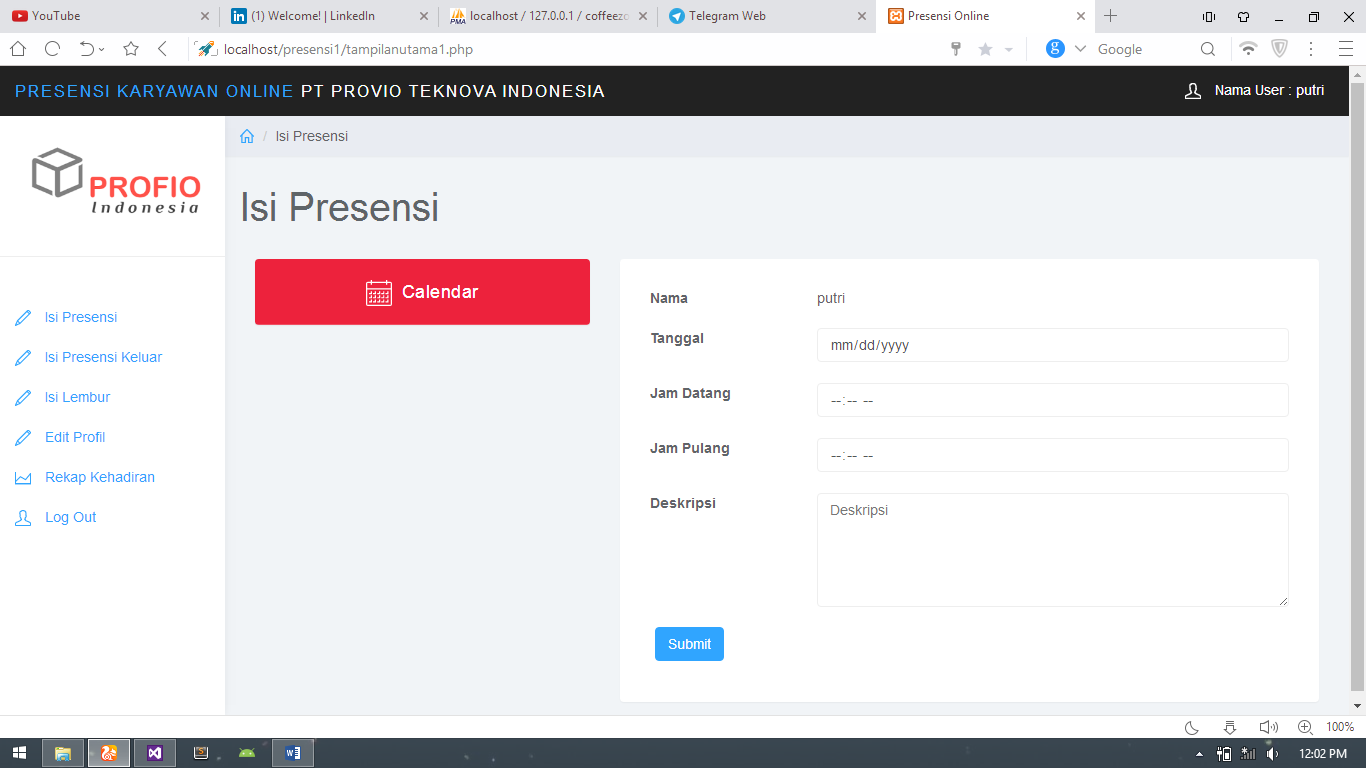 YouTube
(1) Welcome! | LinkedIn
localhost / 127.0.0.1 / coffeezo
Telegram Web
Presensi Online
localhost/presensi1/tampilanutama1.php
Google
PRESENSI KARYAWAN ONLINE PT PROVIO TEKNOVA INDONESIA
Nama User : putri
PROFIO
Indonesia
/ Isi Presensi
Isi Presensi
Calendar
Isi Presensi
Isi Presensi Keluar
Isi Lembur
Edit Profil
Rekap Kehadiran
Log Out
Nama putri
Tanggal mm/dd/yyyy
Jam Datang --:-- --
Jam Pulang --:-- --
Deskripsi Deskripsi
Submit
100%
12:02 PM